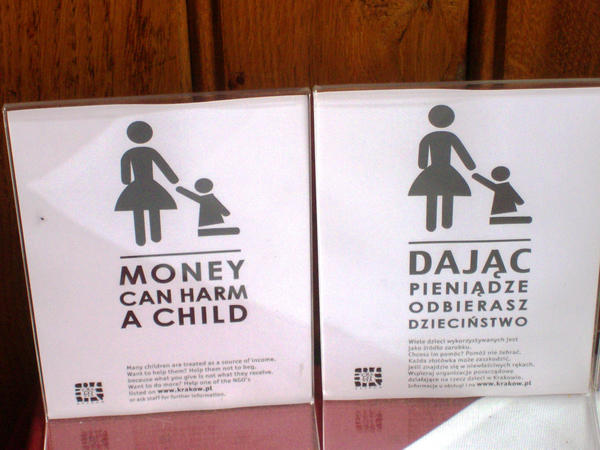 MONEY
CAN HARM
A CHILD
Many children are treated as a source of income.
Want to help them? Help them not to beg,
because what you give is not what they receive.
Want to do more? Help one of the NGO's
listed on www.krakow.pl
or ask staff for further information.
DAJĄC
PIENIĄDZE
ODBIERASZ
DZIECIŃSTWO
Wiele dzieci wykorzystywanych jest
jako źródło zarobku.
Chcesz im pomóc? Pomóż nie żebrać.
Każda złotówka może zaszkodzić,
jeśli znajdzie się w niewłaściwych rękach.
Wspieraj organizacje pozarządowe
działające na rzecz dzieci w Krakowie.
Informacje u obsługi i na www.krakow.pl